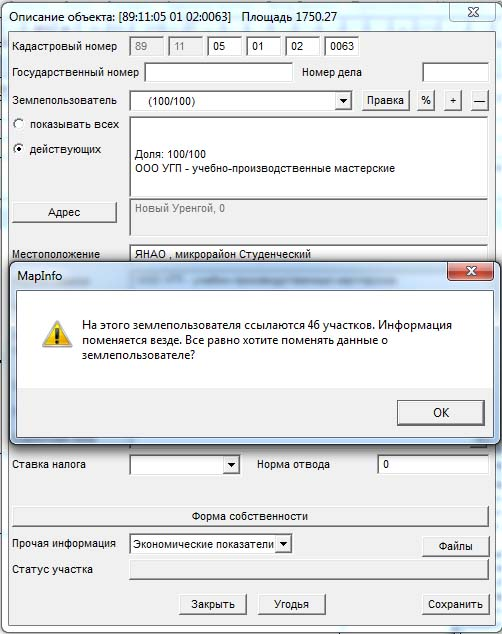 Описание объекта: [89:11:05 01 02:0063] Площадь 1750.27
Кадастровый номер 89 11 05 01 02 0063
Государственный номер Номер дела
Землепользователь (100/100) Правка % + —
показывать всех
действующих
Доля: 100/100
ООО УГП - учебно-производственные мастерские
Адрес Новый Уренгой, 0
Местоположение ЯНАО , микрорайон Студенческий
MapInfo
На этого землепользователя ссылаются 46 участков. Информация
поменяется везде. Все равно хотите поменять данные о
землепользователе?
OK
Ставка налога Норма отвода 0
Форма собственности
Прочая информация Экономические показатели Файлы
Статус участка
Закрыть Угодья Сохранить